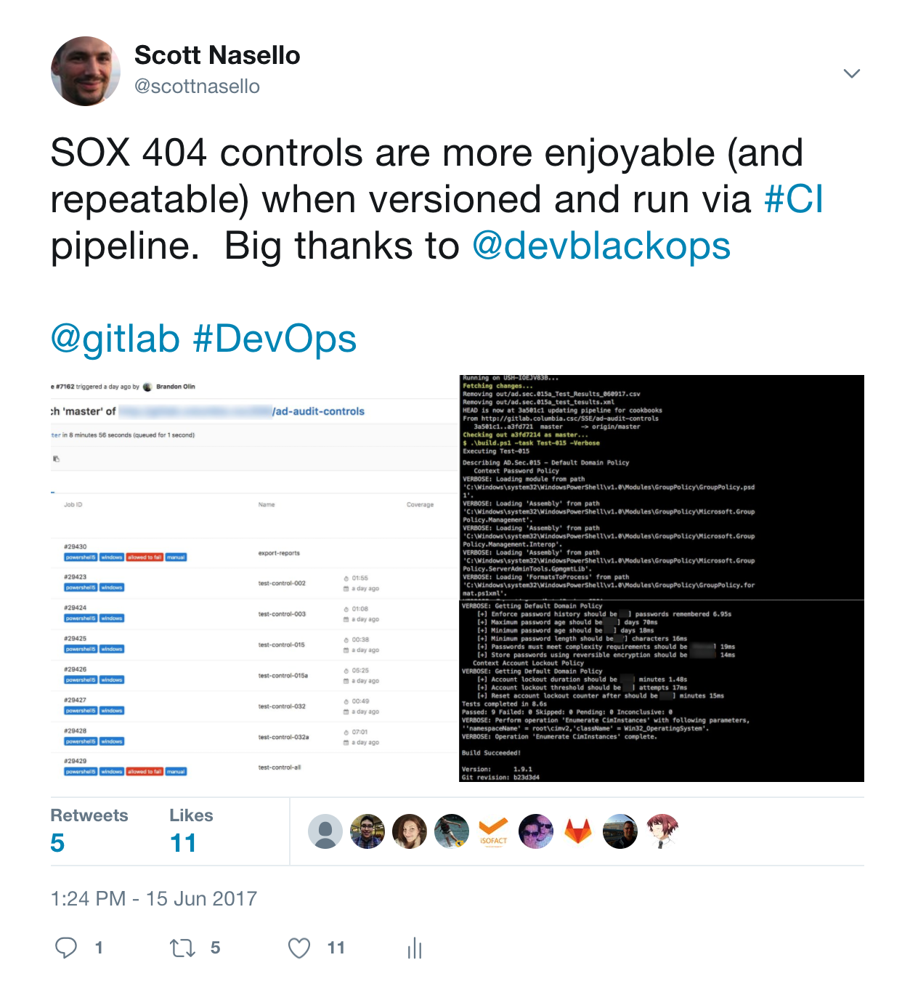 Scott Nasello
@scottnasello
SOX 404 controls are more enjoyable (and
repeatable) when versioned and run via #CI
pipeline.  Big thanks to @devblackops
@gitlab #DevOps
e #7162 triggered a day ago by Brandon Olin
ch 'master' of /ad-audit-controls
ter in 8 minutes 56 seconds (queued for 1 second)
Job ID Name Coverage
#29430
powershell5 windows allowed to fail manual
export-reports
#29423
powershell5 windows
test-control-002
01:55
a day ago
#29424
powershell5 windows
test-control-003
01:08
a day ago
#29425
powershell5 windows
test-control-015
00:38
a day ago
#29426
powershell5 windows
test-control-015a
05:25
a day ago
#29427
powershell5 windows
test-control-032
00:49
a day ago
#29428
powershell5 windows
test-control-032a
07:01
a day ago
#29429
powershell5 windows allowed to fail manual
test-control-all
Running on USH-IOEJV83B...
Fetching changes...
Removing out/ad.sec.015a_Test_Results_060917.csv
Removing out/ad.sec.015a_test_results.xml
HEAD is now at 3a501c1 updating pipeline for cookbooks
From http://gitlab.columbia.csc/SSE/ad-audit-controls
3a501c1..a3fd721 master -> origin/master
Checking out a3fd7214 as master...
$ .\build.ps1 -task Test-015 -Verbose
Executing Test-015
Describing AD.Sec.015 - Default Domain Policy
Context Password Policy
VERBOSE: Loading module from path
'C:\Windows\system32\WindowsPowerShell\v1.0\Modules\GroupPolicy\GroupPolicy.psd
1'.
VERBOSE: Loading 'Assembly' from path
'C:\Windows\system32\WindowsPowerShell\v1.0\Modules\GroupPolicy\Microsoft.Group
Policy.Management'.
VERBOSE: Loading 'Assembly' from path
'C:\Windows\system32\WindowsPowerShell\v1.0\Modules\GroupPolicy\Microsoft.Group
Policy.Management.Interop'.
VERBOSE: Loading 'Assembly' from path
'C:\Windows\system32\WindowsPowerShell\v1.0\Modules\GroupPolicy\Microsoft.Group
Policy.ServerAdminTools.GpmgmtLib'.
VERBOSE: Loading 'FormatsToProcess' from path
'C:\Windows\system32\WindowsPowerShell\v1.0\Modules\GroupPolicy\GroupPolicy.for
mat.ps1xml'.
VERBOSE: Getting Default Domain Policy
[+] Enforce password history should be ] passwords remembered 6.95s
[+] Maximum password age should be ] days 70ms
[+] Minimum password age should be ] days 18ms
[+] Minimum password length should be ] characters 16ms
[+] Passwords must meet complexity requirements should be ] 19ms
[+] Store passwords using reversible encryption should be 14ms
Context Account Lockout Policy
VERBOSE: Getting Default Domain Policy
[+] Account lockout duration should be ] minutes 1.48s
[+] Account lockout threshold should be ] attempts 17ms
[+] Reset account lockout counter after should be ] minutes 15ms
Tests completed in 8.6s
Passed: 9 Failed: 0 Skipped: 0 Pending: 0 Inconclusive: 0
VERBOSE: Perform operation 'Enumerate CimInstances' with following parameters,
''namespaceName' = root\cimv2,'className' = Win32_OperatingSystem'.
VERBOSE: Operation 'Enumerate CimInstances' complete.
Build Succeeded!
Version: 1.9.1
Git revision: b23d3d4
Retweets Likes
5 11
iSOFACT
1:24 PM - 15 Jun 2017
1 5 11